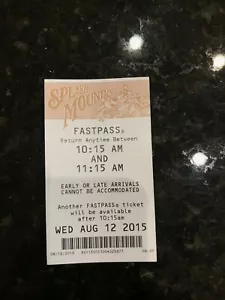 SPLASH
MOUNTAIN
FASTPASS®
Return Anytime Between
10:15 AM
AND
11:15 AM
EARLY OR LATE ARRIVALS
CANNOT BE ACCOMMODATED
Another FASTPASS® ticket
will be available
after 10:15am
WED AUG 12 2015